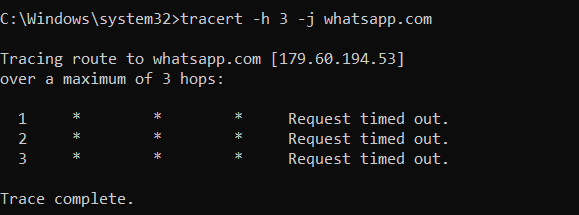 C:\Windows\system32>tracert -h 3 -j whatsapp.com
Tracing route to whatsapp.com [179.60.194.53]
over a maximum of 3 hops:
1 * * * Request timed out.
2 * * * Request timed out.
3 * * * Request timed out.
Trace complete.